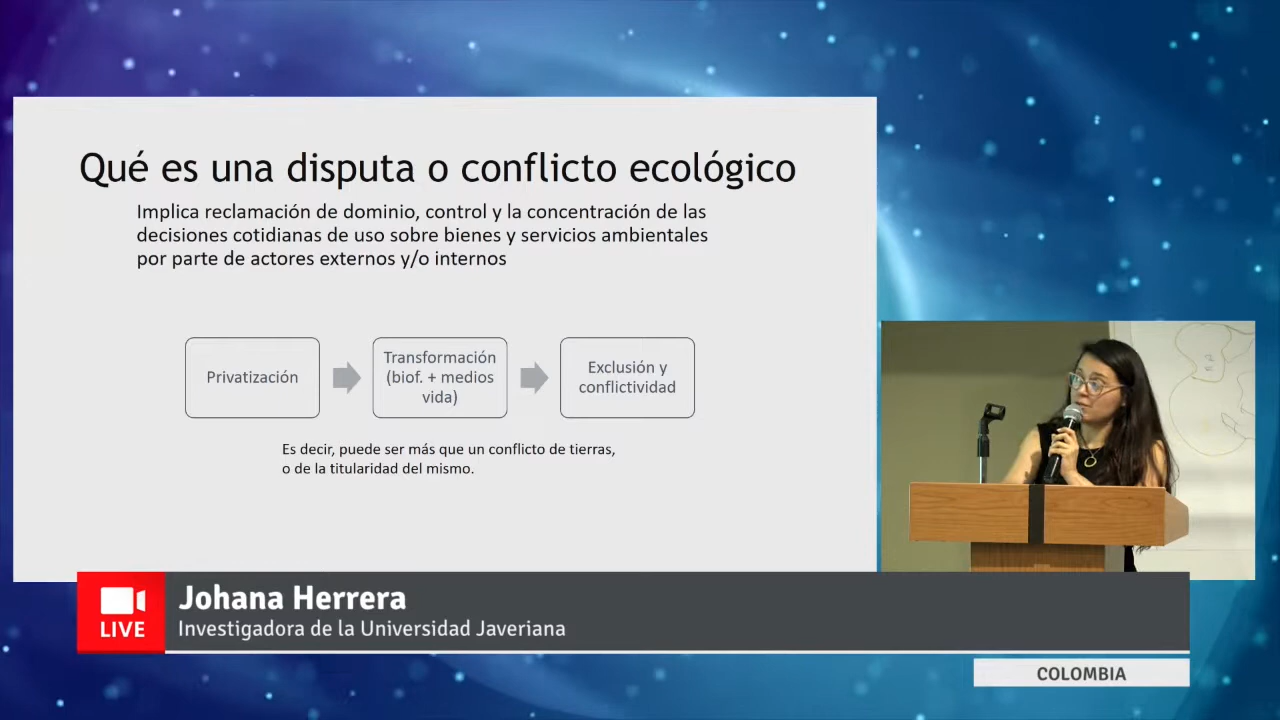 Qué es una disputa o conflicto ecológico
Implica reclamación de dominio, control y la concentración de las
decisiones cotidianas de uso sobre bienes y servicios ambientales
por parte de actores externos y/o internos
Privatización
Transformación
(biof. + medios
vida)
Exclusión y
conflictividad
Es decir, puede ser más que un conflicto de tierras,
o de la titularidad del mismo.
LIVE
Johana Herrera
Investigadora de la Universidad Javeriana
COLOMBIA